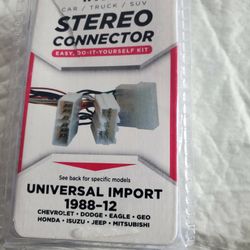 CAR / TRUCK / SUV
STEREO
CONNECTOR
EASY, DO-IT-YOURSELF KIT
See back for specific models
UNIVERSAL IMPORT
1988-12
CHEVROLET • DODGE • EAGLE • GEO
HONDA • ISUZU • JEEP • MITSUBISHI